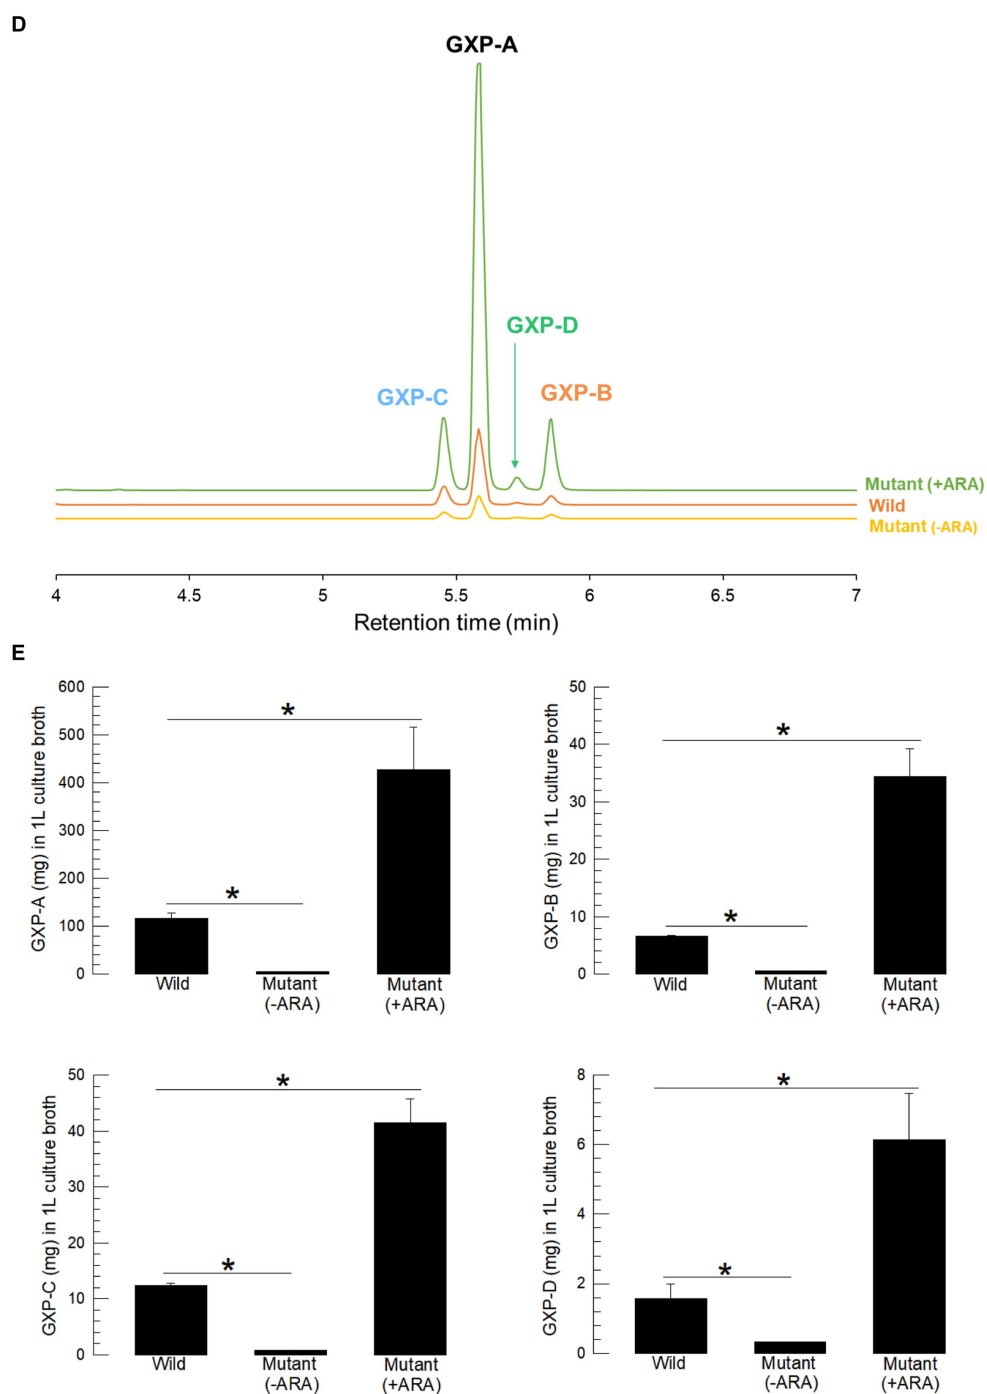 D
GXP-A
GXP-D
GXP-C
GXP-B
Mutant (+ARA)
Wild
Mutant (-ARA)
4 4.5 5 5.5 6 6.5 7
Retention time (min)
E
GXP-A (mg) in 1L culture broth
600
500
400
300
200
100
0
*
*
Wild
Mutant
(-ARA)
Mutant
(+ARA)
GXP-B (mg) in 1L culture broth
50
40
30
20
10
0
*
*
Wild
Mutant
(-ARA)
Mutant
(+ARA)
GXP-C (mg) in 1L culture broth
50
40
30
20
10
0
*
*
Wild
Mutant
(-ARA)
Mutant
(+ARA)
GXP-D (mg) in 1L culture broth
8
6
4
2
0
*
*
Wild
Mutant
(-ARA)
Mutant
(+ARA)